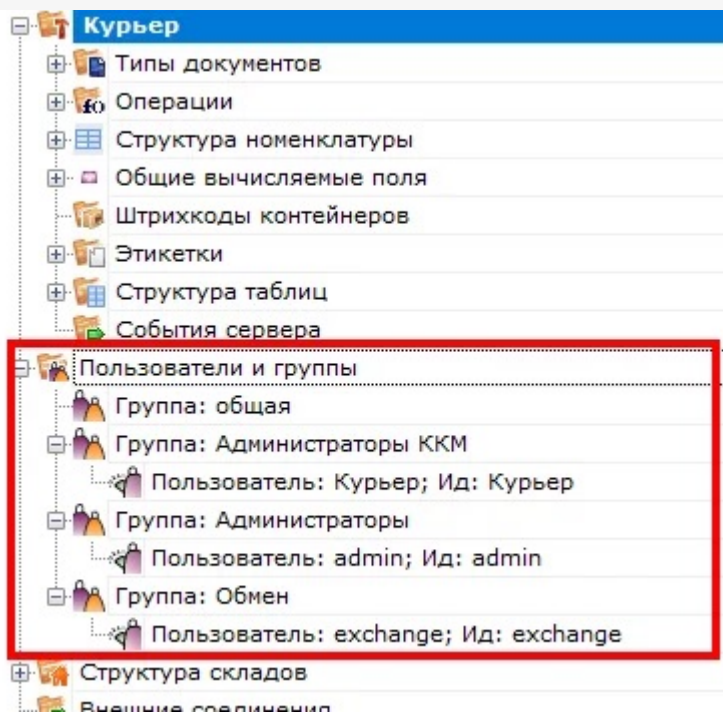 Курьер
Типы документов
Операции
Структура номенклатуры
Общие вычисляемые поля
Штрихкоды контейнеров
Этикетки
Структура таблиц
События сервера
Пользователи и группы
Группа: общая
Группа: Администраторы ККМ
Пользователь: Курьер; Ид: Курьер
Группа: Администраторы
Пользователь: admin; Ид: admin
Группа: Обмен
Пользователь: exchange; Ид: exchange
Структура складов
Внешние соединения